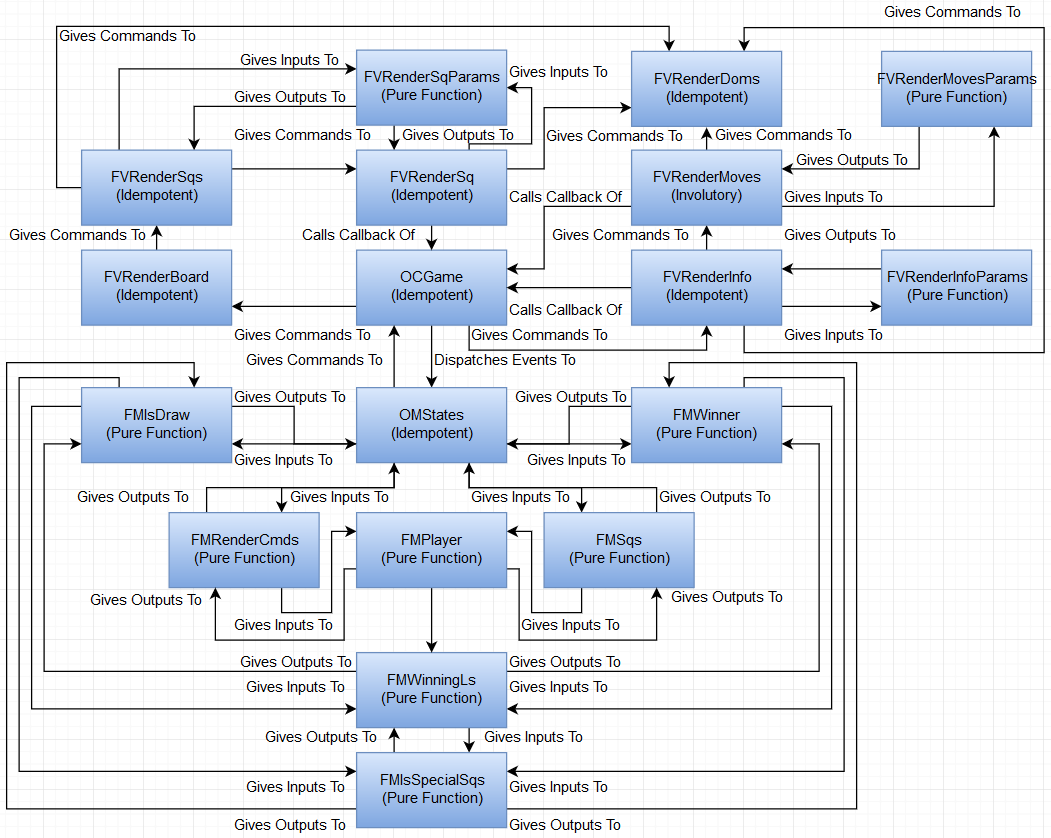 Gives Commands To
Gives Commands To
Gives Inputs To
FVRenderSqParams
(Pure Function)
Gives Inputs To
FVRenderDoms
(Idempotent)
FVRenderMovesParams
(Pure Function)
Gives Outputs To
Gives Commands To
Gives Outputs To
Gives Commands To
Gives Commands To
Gives Outputs To
FVRenderSqs
(Idempotent)
FVRenderSq
(Idempotent)
FVRenderMoves
(Involutory)
Calls Callback Of
Gives Inputs To
Gives Commands To
Calls Callback Of
Gives Commands To
Gives Outputs To
FVRenderBoard
(Idempotent)
OCGame
(Idempotent)
FVRenderInfo
(Idempotent)
FVRenderInfoParams
(Pure Function)
Calls Callback Of
Gives Commands To
Gives Commands To
Gives Inputs To
Gives Commands To
Dispatches Events To
FMIsDraw
(Pure Function)
Gives Outputs To
OMStates
(Idempotent)
Gives Outputs To
FMWinner
(Pure Function)
Gives Inputs To
Gives Inputs To
Gives Outputs To
Gives Inputs To
Gives Inputs To
Gives Outputs To
FMRenderCmds
(Pure Function)
FMPlayer
(Pure Function)
FMSqs
(Pure Function)
Gives Outputs To
Gives Outputs To
Gives Inputs To
Gives Inputs To
Gives Outputs To
Gives Outputs To
FMWinningLs
(Pure Function)
Gives Inputs To
Gives Inputs To
Gives Outputs To
Gives Inputs To
FMIsSpecialSqs
(Pure Function)
Gives Inputs To
Gives Inputs To
Gives Outputs To
Gives Outputs To